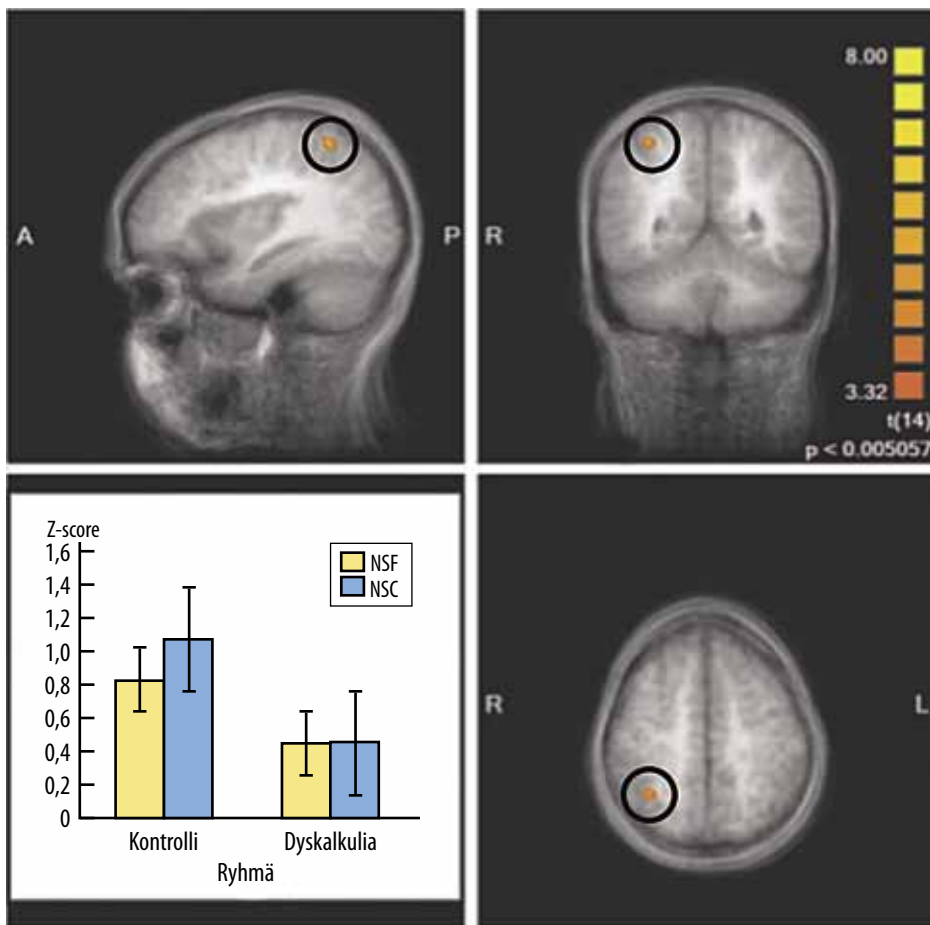 A
P
R
8.00
3.32
t(14)
p < 0.005057
Z-score
1,6
1,4
1,2
1,0
0,8
0,6
0,4
0,2
0
NSF
NSC
Kontrolli
Dyskalkulia
Ryhmä
R
L